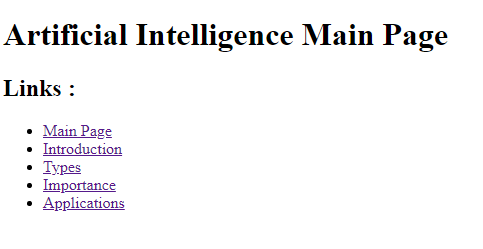 Artificial Intelligence Main Page
Links :
Main Page
Introduction
Types
Importance
Applications